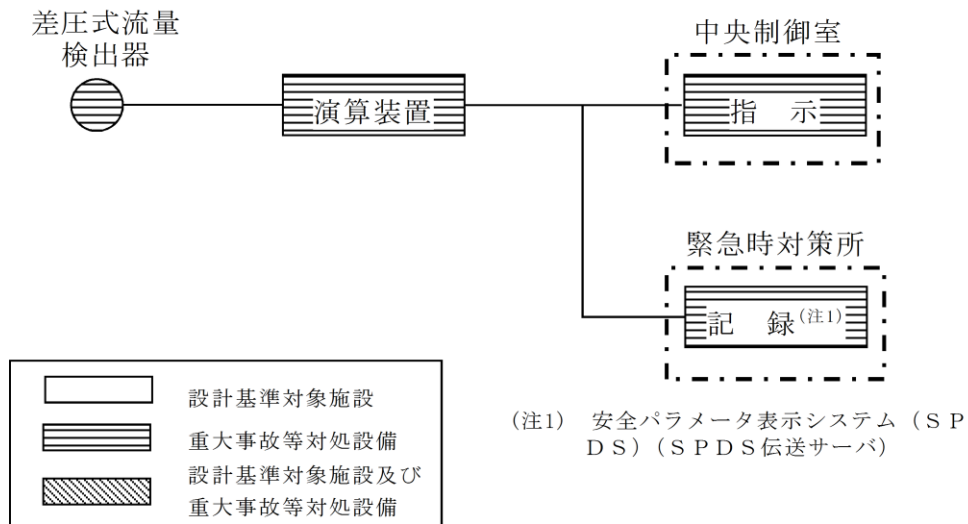 差圧式流量
検出器
演算装置
中央制御室
指 示
緊急時対策所
記 録(注1)
設計基準対象施設
重大事故等対処設備
設計基準対象施設及び
重大事故等対処設備
(注1) 安全パラメータ表示システム(SP
DS)(SPDS伝送サーバ)